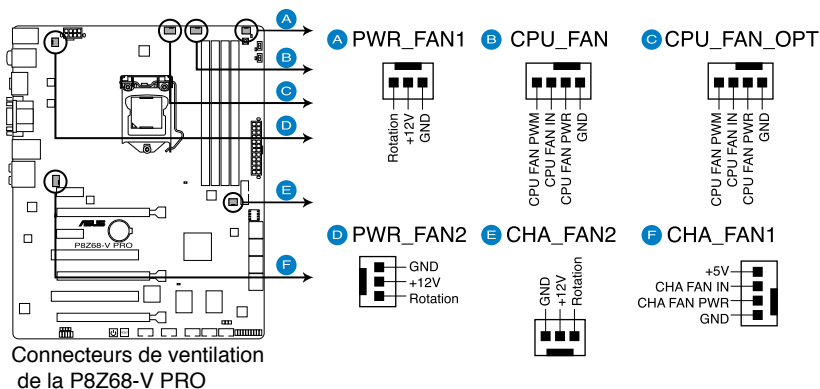 A
B
C
D
E
F
ASUS
P8Z68-V PRO
Connecteurs de ventilation
de la P8Z68-V PRO
A PWR_FAN1
Rotation
+12V
GND
B CPU_FAN
CPU FAN PWM
CPU FAN IN
CPU FAN PWR
GND
C CPU_FAN_OPT
CPU FAN PWM
CPU FAN IN
CPU FAN PWR
GND
D PWR_FAN2
GND
+12V
Rotation
E CHA_FAN2
GND
+12V
Rotation
F CHA_FAN1
+5V
CHA FAN IN
CHA FAN PWR
GND